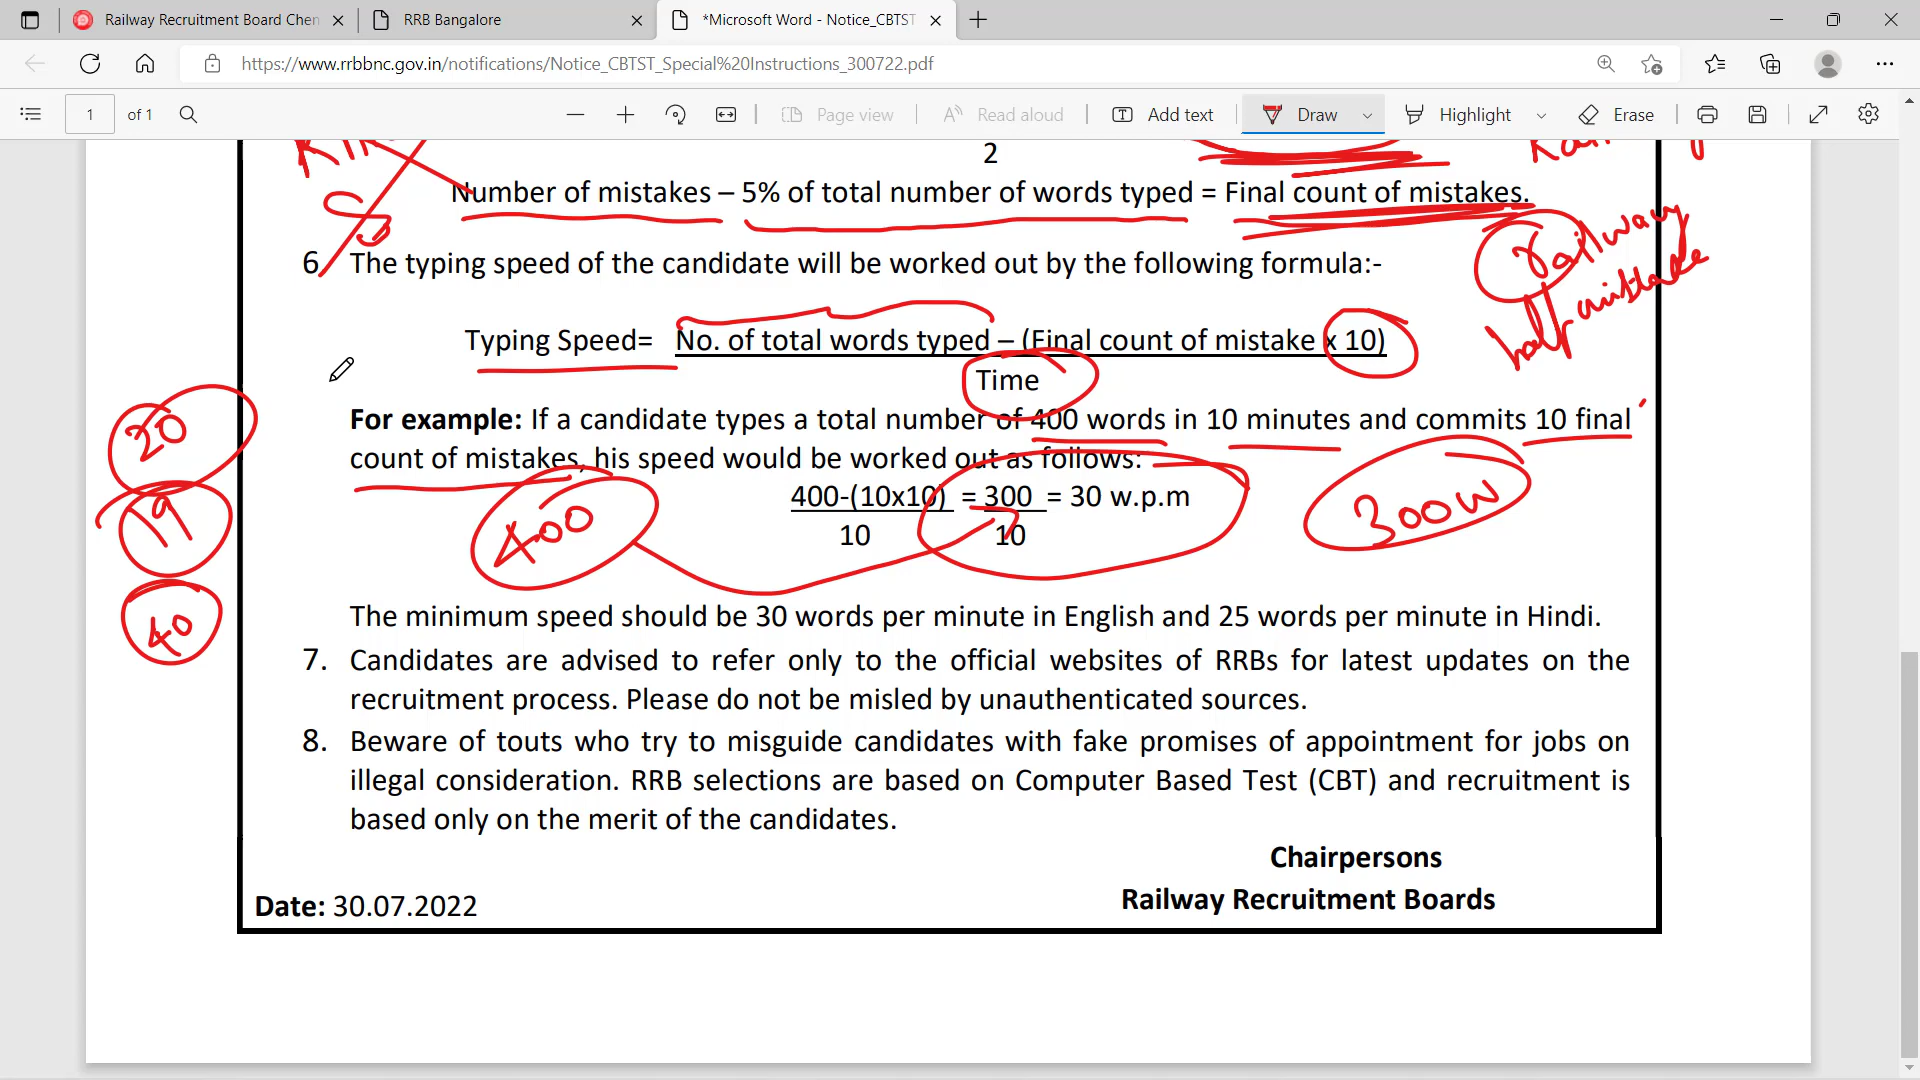 Railway Recruitment Board Chen
RRB Bangalore
*Microsoft Word - Notice_CBTST
https://www.rrbbnc.gov.in/notifications/Notice_CBTST_Special%20Instructions_300722.pdf
1 of 1
Page view
Read aloud
Add text
Draw
Highlight
Erase
2
Number of mistakes – 5% of total number of words typed = Final count of mistakes.
railway
half mistake
6. The typing speed of the candidate will be worked out by the following formula:-
Typing Speed= No. of total words typed – (Final count of mistake x 10)
Time
For example: If a candidate types a total number of 400 words in 10 minutes and commits 10 final
count of mistakes, his speed would be worked out as follows:
400-(10x10) = 300 = 30 w.p.m
10 10
20
19
40
400
300w
The minimum speed should be 30 words per minute in English and 25 words per minute in Hindi.
7. Candidates are advised to refer only to the official websites of RRBs for latest updates on the
recruitment process. Please do not be misled by unauthenticated sources.
8. Beware of touts who try to misguide candidates with fake promises of appointment for jobs on
illegal consideration. RRB selections are based on Computer Based Test (CBT) and recruitment is
based only on the merit of the candidates.
Chairpersons
Railway Recruitment Boards
Date: 30.07.2022